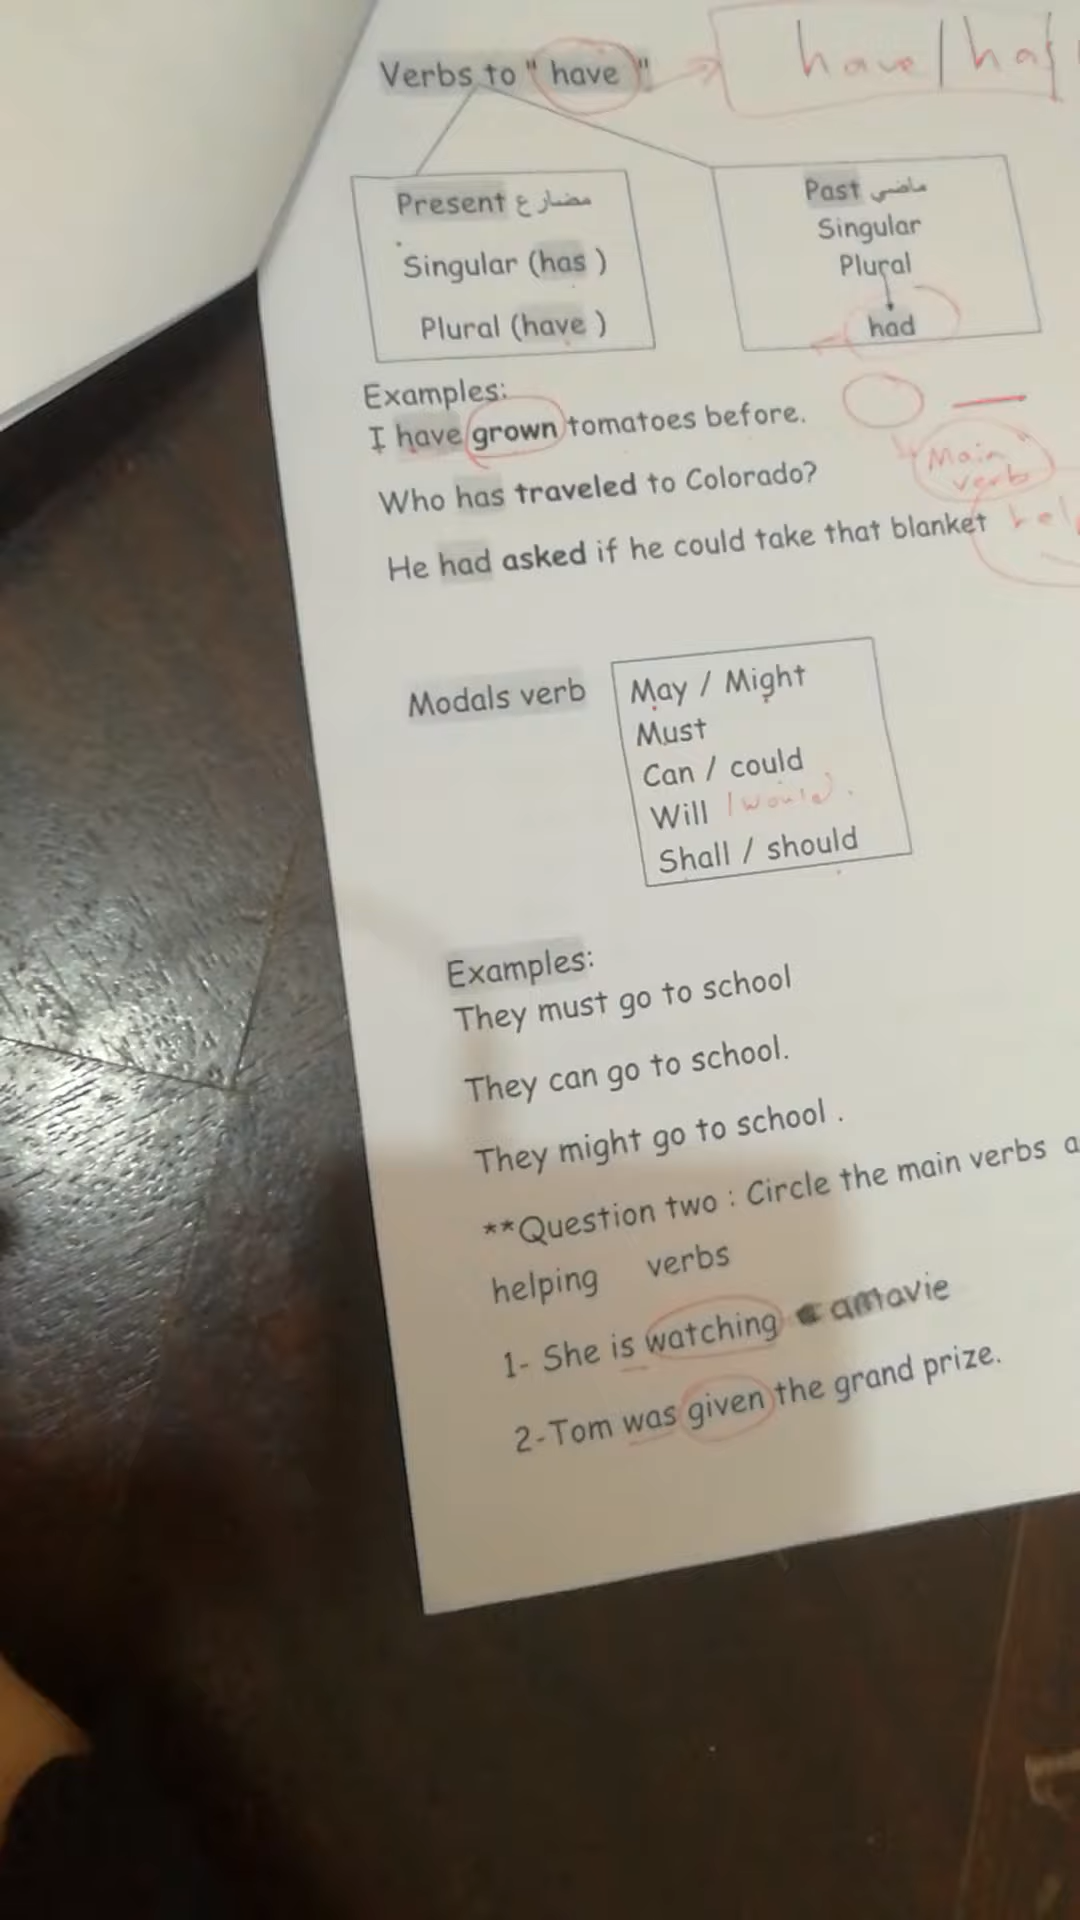 Verbs to "have" have / has
Present مضارع
Singular (has )
Plural (have )
Past ماضي
Singular
Plural
had
Examples:
I have grown tomatoes before.
Main
verb
Who has traveled to Colorado?
He had asked if he could take that blanket
Modals verb
May / Might
Must
Can / could
Will / would.
Shall / should
Examples:
They must go to school
They can go to school.
They might go to school .
**Question two : Circle the main verbs
helping verbs
1- She is watching amovie
2-Tom was given the grand prize.